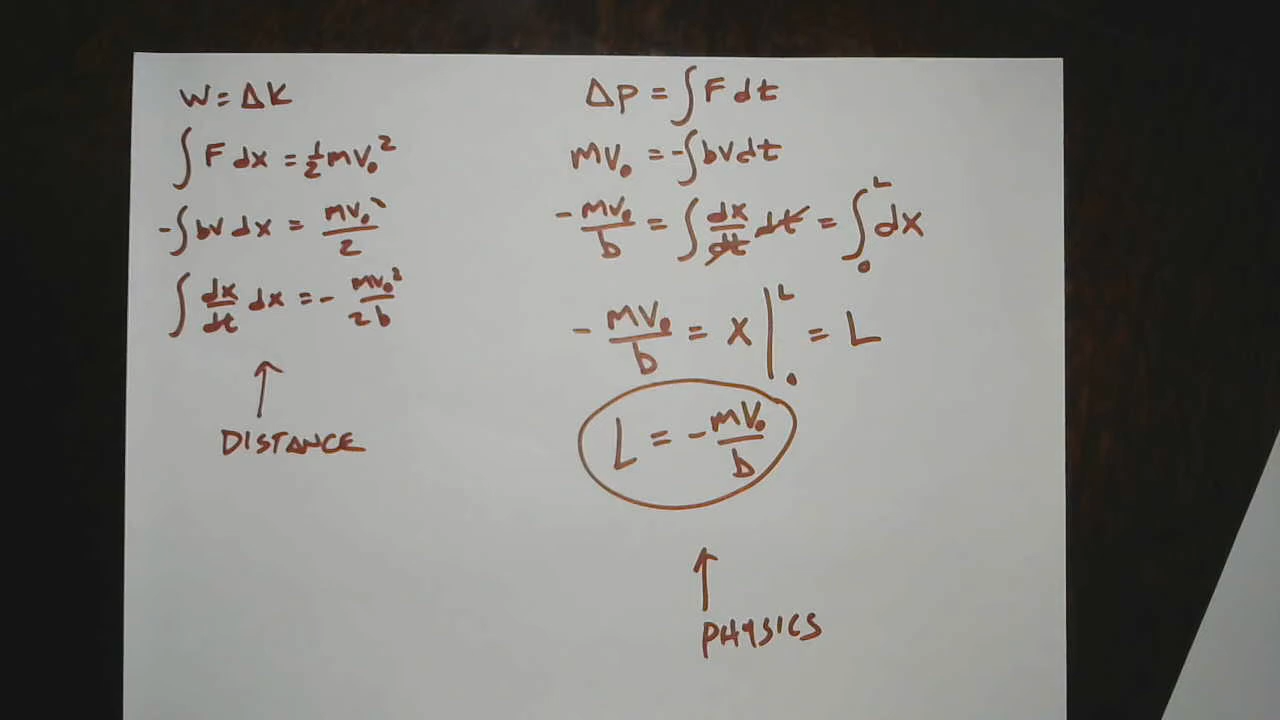 W = ΔK
∫ F dx = ½mv₀²
-∫ bv dx = mv₀`/2
∫ dx/dt dx = - mv₀²/2b
↑
DISTANCE
Δp = ∫ F dt
mv₀ = -∫ bv dt
- mv₀/b = ∫ dx/dt dt = ∫₀ᴸ dx
- mv₀/b = x |₀ᴸ = L
L = - mv₀/b
↑
PHYSICS